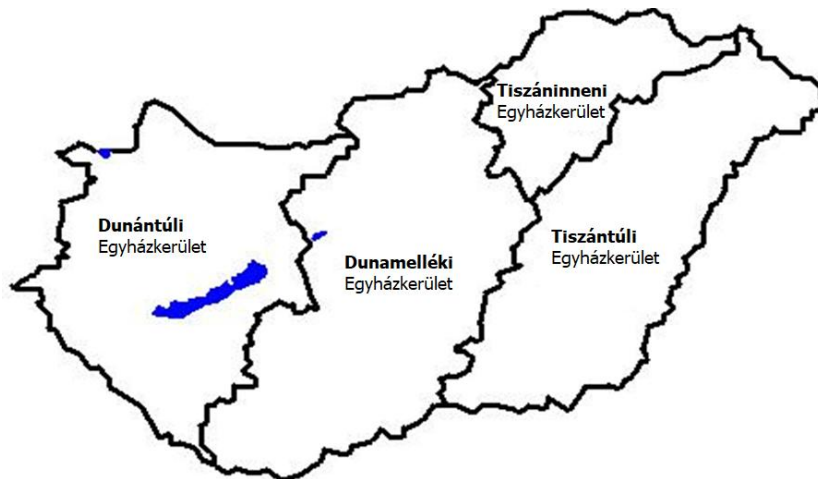 Tiszáninneni
Egyházkerület
Dunántúli
Egyházkerület
Tiszántúli
Egyházkerület
Dunamelléki
Egyházkerület